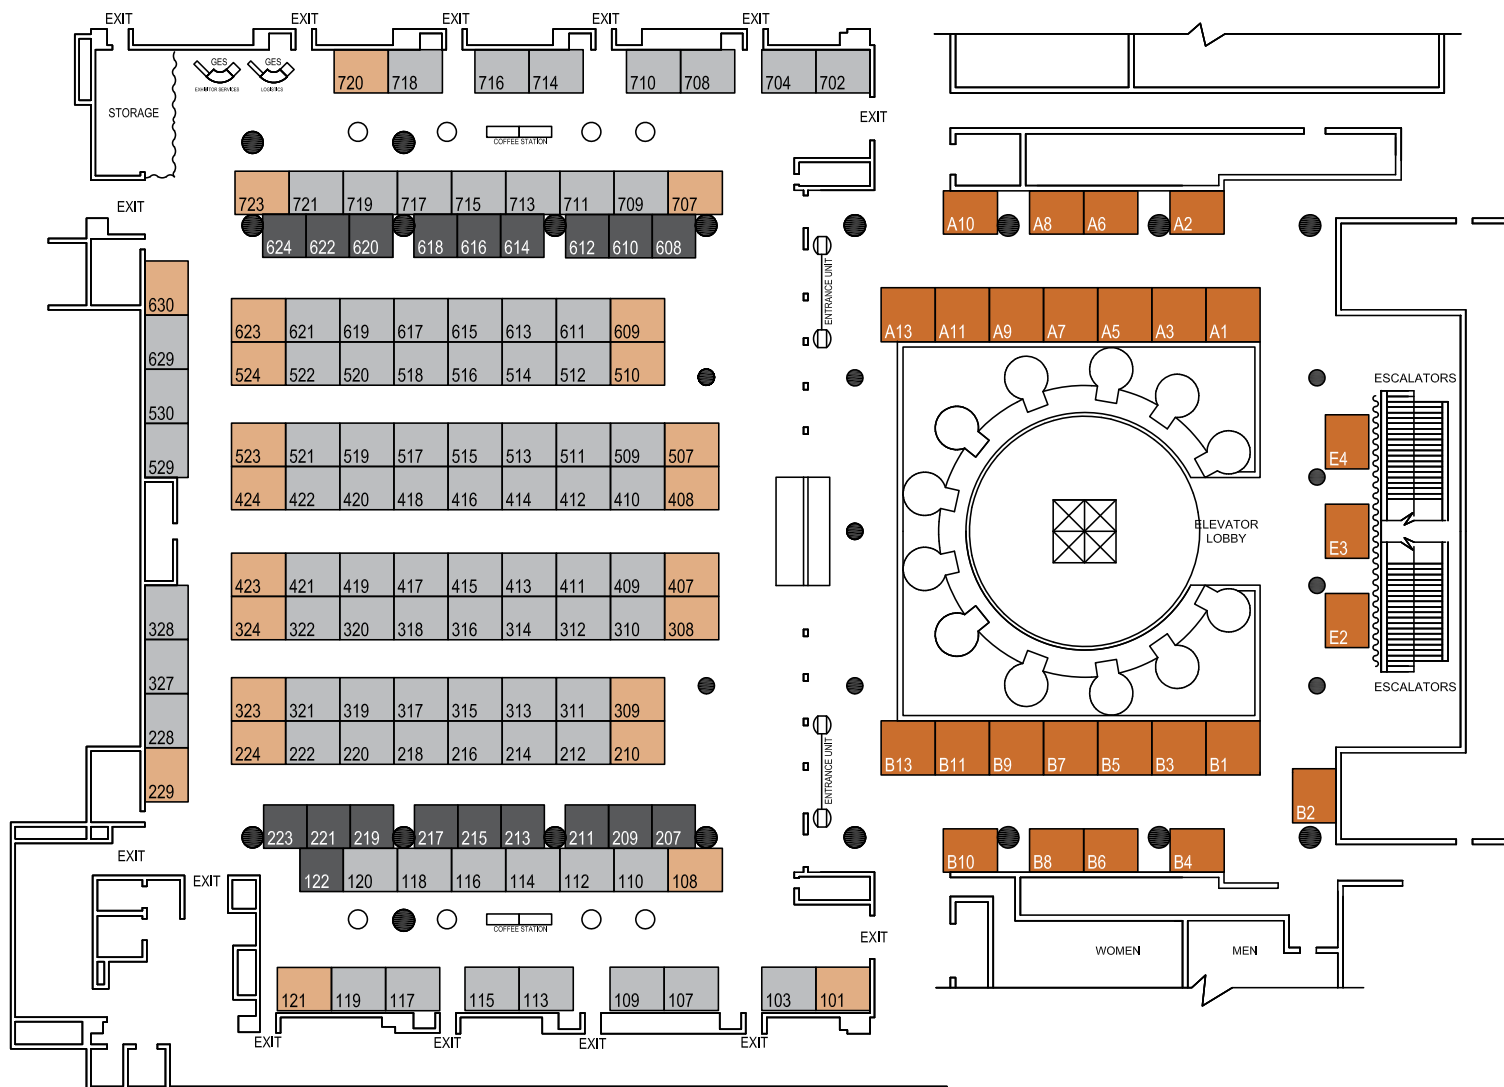 EXIT EXIT EXIT EXIT EXIT
GES GES
EXHIBITOR SERVICES LOGISTICS
720 718 716 714 710 708 704 702
STORAGE
EXIT
COFFEE STATION
EXIT
723 721 719 717 715 713 711 709 707
A10 A8 A6 A2
624 622 620 618 616 614 612 610 608
ENTRANCE UNIT
630
623 621 619 617 615 613 611 609
A13 A11 A9 A7 A5 A3 A1
629
524 522 520 518 516 514 512 510
ESCALATORS
530
529
523 521 519 517 515 513 511 509 507
E4
424 422 420 418 416 414 412 410 408
ELEVATOR
LOBBY
E3
423 421 419 417 415 413 411 409 407
328
324 322 320 318 316 314 312 310 308
E2
327
ESCALATORS
323 321 319 317 315 313 311 309
228
224 222 220 218 216 214 212 210
B13 B11 B9 B7 B5 B3 B1
229
ENTRANCE UNIT
B2
223 221 219 217 215 213 211 209 207
EXIT
B10 B8 B6 B4
EXIT
122 120 118 116 114 112 110 108
COFFEE STATION
EXIT
WOMEN MEN
121 119 117 115 113 109 107 103 101
EXIT EXIT EXIT EXIT